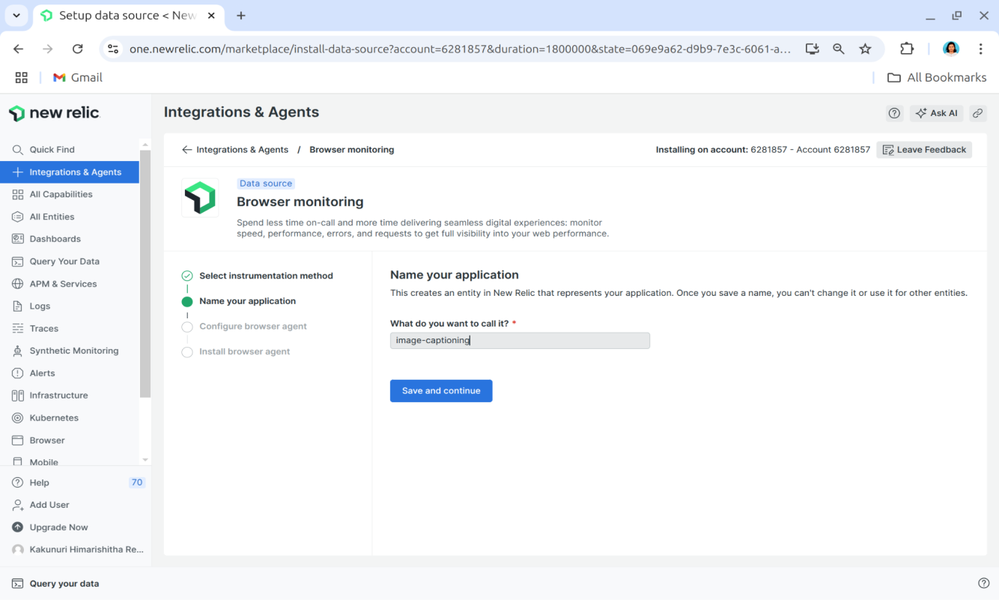 Setup data source < New
one.newrelic.com/marketplace/install-data-source?account=6281857&duration=1800000&state=069e9a62-d9b9-7e3c-6061-a...
Gmail
All Bookmarks
new relic
Integrations & Agents
Ask AI
Quick Find
Integrations & Agents
All Capabilities
All Entities
Dashboards
Query Your Data
APM & Services
Logs
Traces
Synthetic Monitoring
Alerts
Infrastructure
Kubernetes
Browser
Mobile
Help 70
Add User
Upgrade Now
Kakunuri Himarishitha Re...
Integrations & Agents / Browser monitoring
Installing on account: 6281857 - Account 6281857
Leave Feedback
Data source
Browser monitoring
Spend less time on-call and more time delivering seamless digital experiences: monitor
speed, performance, errors, and requests to get full visibility into your web performance.
Select instrumentation method
Name your application
Configure browser agent
Install browser agent
Name your application
This creates an entity in New Relic that represents your application. Once you save a name, you can't change it or use it for other entities.
What do you want to call it? *
image-captioning
Save and continue
Query your data